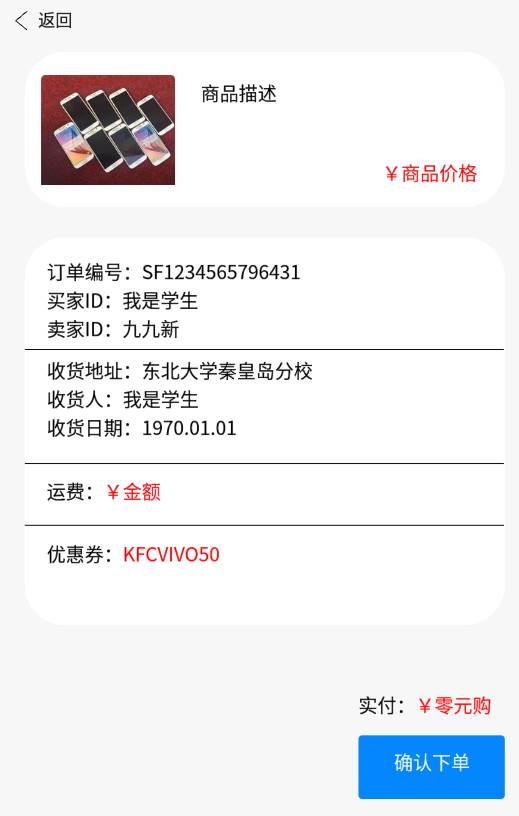 返回
商品描述
￥商品价格
订单编号：SF1234565796431
买家ID：我是学生
卖家ID：九九新
收货地址：东北大学秦皇岛分校
收货人：我是学生
收货日期：1970.01.01
运费：￥金额
优惠券：KFCVIVO50
实付：￥零元购
确认下单